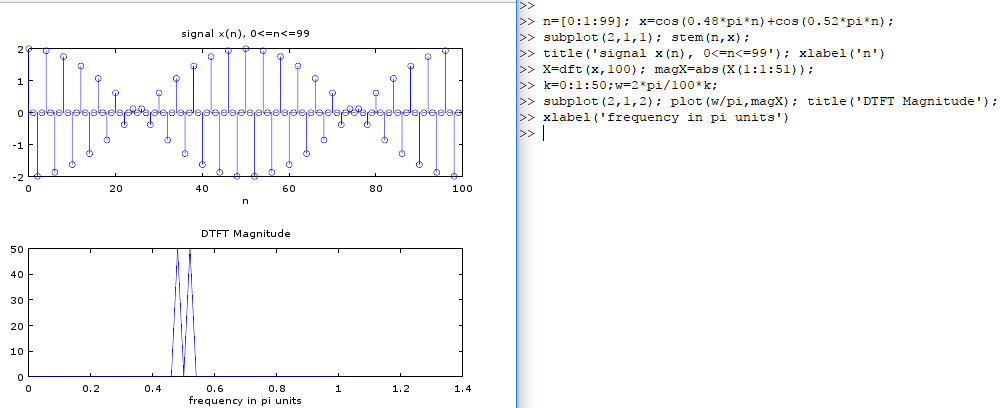 signal x(n), 0<=n<=99
2
1
0
-1
-2
0 20 40 60 80 100
n
DTFT Magnitude
50
40
30
20
10
0
0 0.2 0.4 0.6 0.8 1 1.2 1.4
frequency in pi units
>>
>> n=[0:1:99]; x=cos(0.48*pi*n)+cos(0.52*pi*n);
>> subplot(2,1,1); stem(n,x);
>> title('signal x(n), 0<=n<=99'); xlabel('n')
>> X=dft(x,100); magX=abs(X(1:1:51));
>> k=0:1:50;w=2*pi/100*k;
>> subplot(2,1,2); plot(w/pi,magX); title('DTFT Magnitude');
>> xlabel('frequency in pi units')
>>